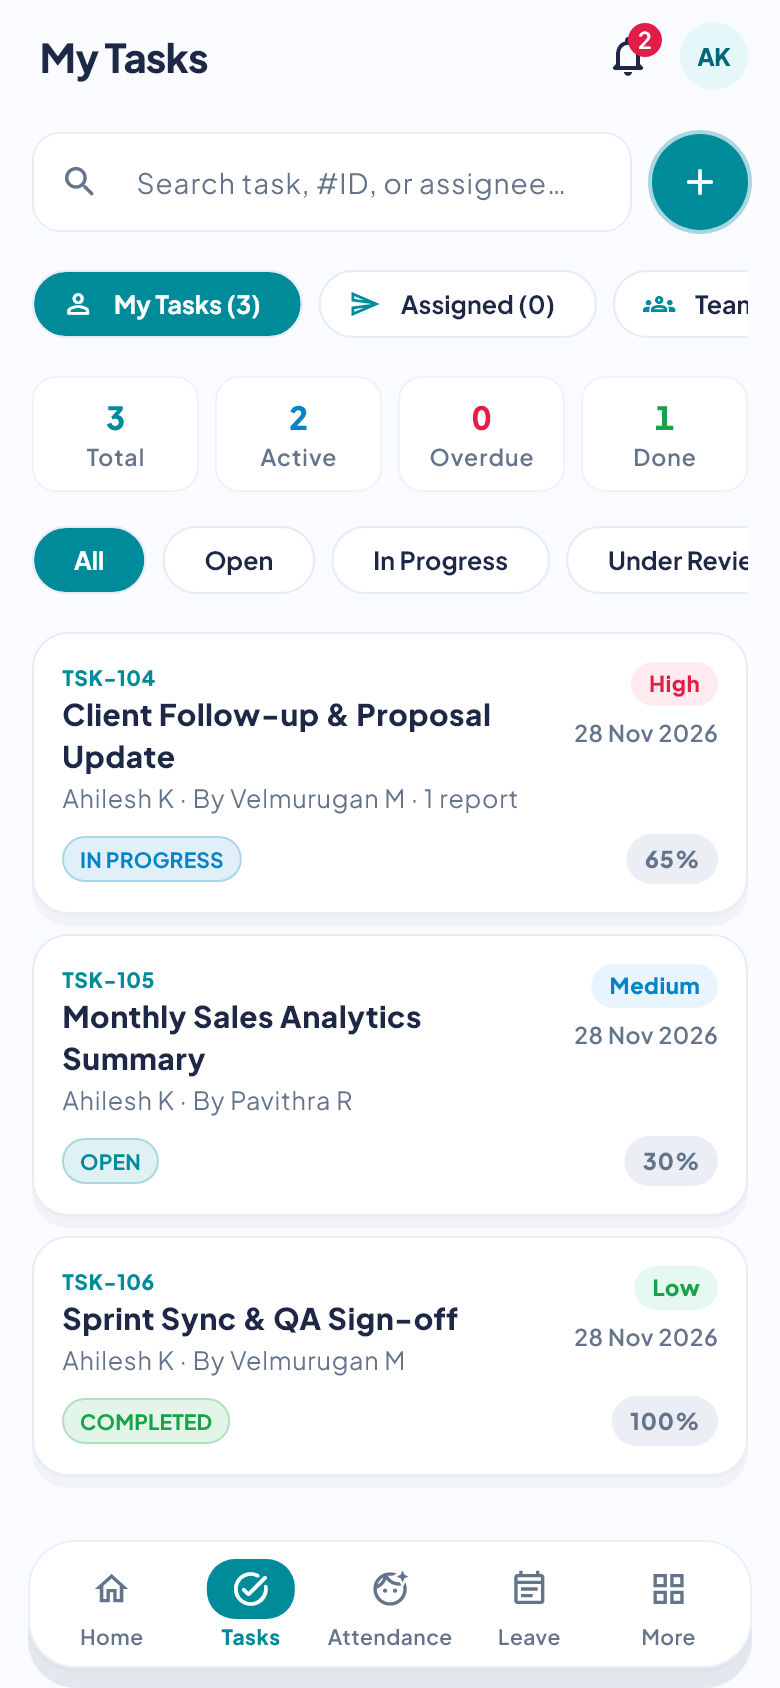 My Tasks
2
AK
Search task, #ID, or assignee...
My Tasks (3)
Assigned (0)
Team
3
Total
2
Active
0
Overdue
1
Done
All
Open
In Progress
Under Revie
TSK-104
High
Client Follow-up & Proposal
Update
28 Nov 2026
Ahilesh K · By Velmurugan M · 1 report
IN PROGRESS
65%
TSK-105
Medium
Monthly Sales Analytics
Summary
28 Nov 2026
Ahilesh K · By Pavithra R
OPEN
30%
TSK-106
Low
Sprint Sync & QA Sign-off
28 Nov 2026
Ahilesh K · By Velmurugan M
COMPLETED
100%
Home
Tasks
Attendance
Leave
More